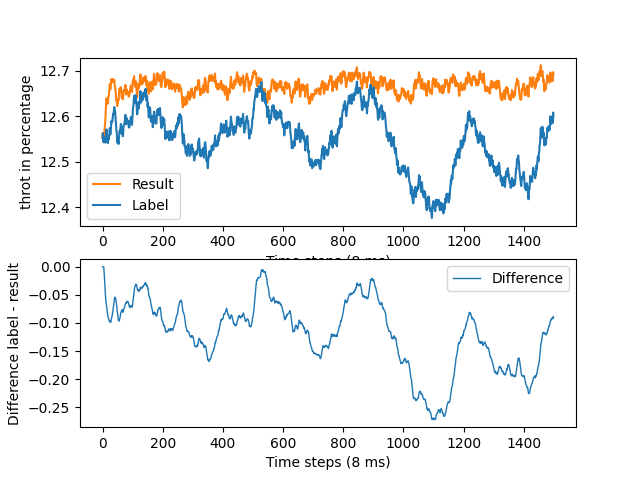 throt in percentage
12.7
12.6
12.5
12.4
Result
Label
0 200 400 600 800 1000 1200 1400
Time steps (8 ms)
Difference label - result
0.00
−0.05
−0.10
−0.15
−0.20
−0.25
Difference
0 200 400 600 800 1000 1200 1400
Time steps (8 ms)